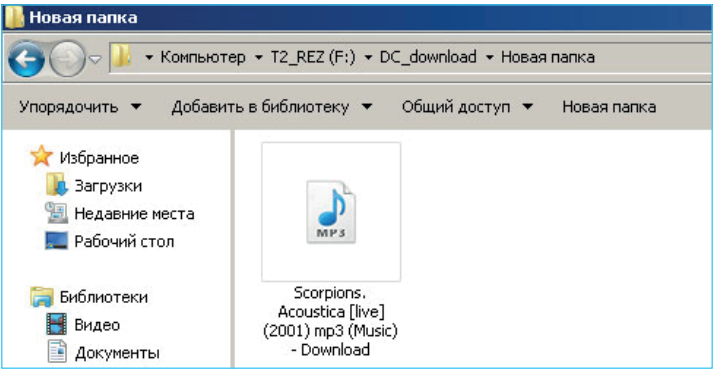 Новая папка
Компьютер T2_REZ (F:) DC_download Новая папка
Упорядочить Добавить в библиотеку Общий доступ Новая папка
Избранное
Загрузки
Недавние места
Рабочий стол
Библиотеки
Видео
Документы
MP3
Scorpions.
Acoustica [live]
(2001) mp3 (Music)
- Download